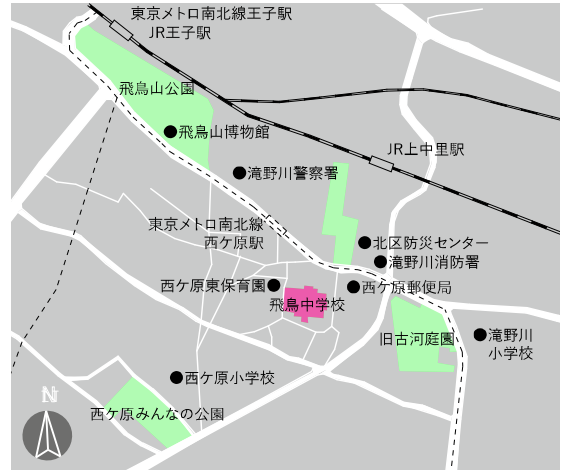 東京メトロ南北線王子駅
JR王子駅
飛鳥山公園
飛鳥山博物館
JR上中里駅
滝野川警察署
東京メトロ南北線
西ケ原駅
北区防災センター
滝野川消防署
西ケ原東保育園
西ケ原郵便局
飛鳥中学校
旧古河庭園
滝野川
小学校
西ケ原小学校
西ケ原みんなの公園
N